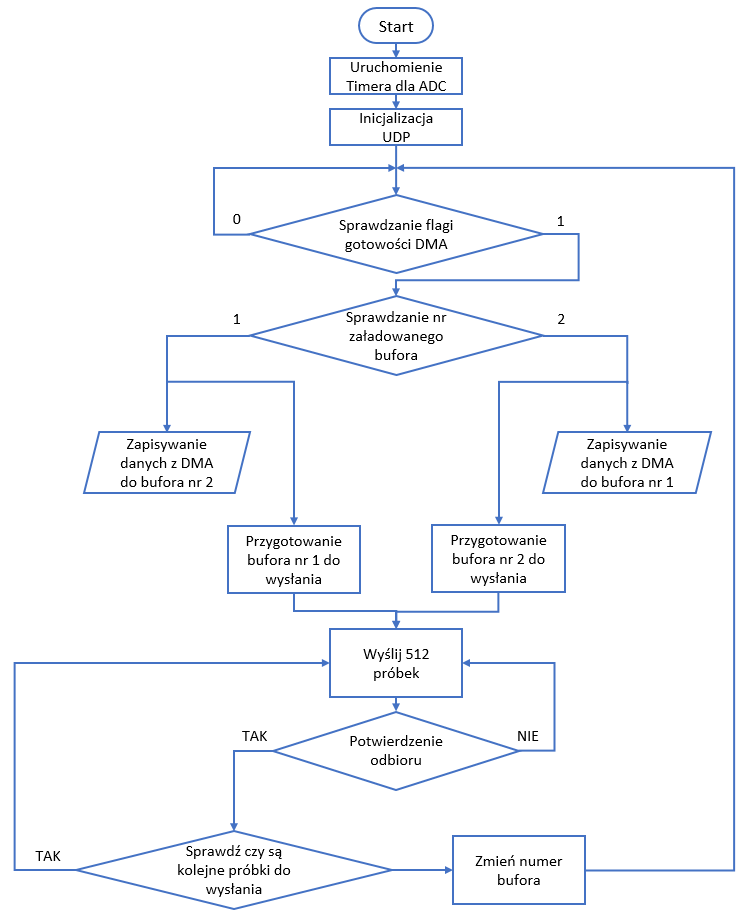 Start
Uruchomienie
Timera dla ADC
Inicjalizacja
UDP
0
Sprawdzanie flagi
gotowości DMA
1
1
Sprawdzanie nr
załadowanego
bufora
2
Zapisywanie
danych z DMA
do bufora nr 2
Zapisywanie
danych z DMA
do bufora nr 1
Przygotowanie
bufora nr 1 do
wysłania
Przygotowanie
bufora nr 2 do
wysłania
Wyślij 512
próbek
TAK
Potwierdzenie
odbioru
NIE
TAK
Sprawdź czy są
kolejne próbki do
wysłania
Zmień numer
bufora